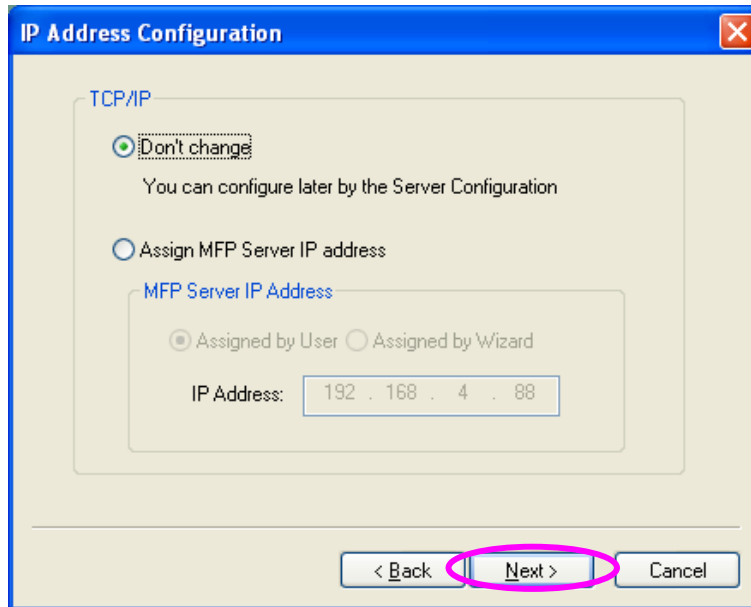 IP Address Configuration
TCP/IP
Don't change
You can configure later by the Server Configuration
Assign MFP Server IP address
MFP Server IP Address
Assigned by User Assigned by Wizard
IP Address: 192 . 168 . 4 . 88
< Back Next > Cancel